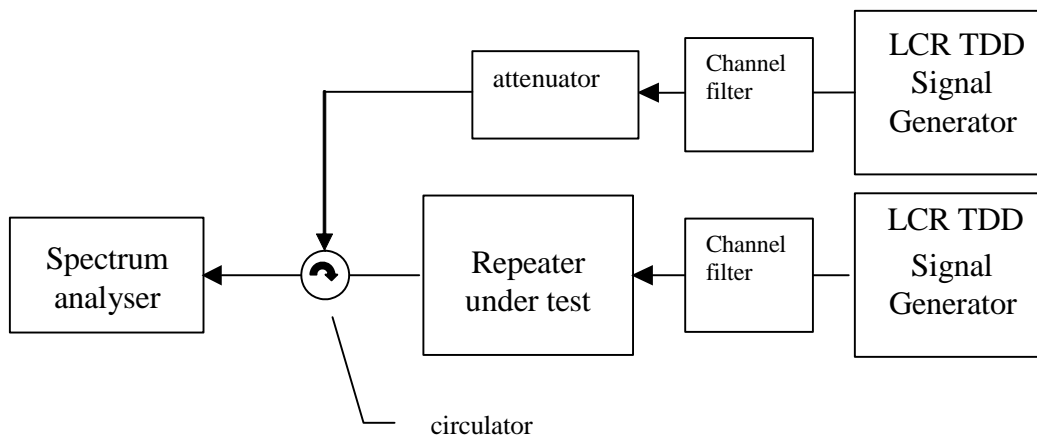 attenuator
Channel
filter
LCR TDD
Signal
Generator
Spectrum
analyser
Repeater
under test
Channel
filter
LCR TDD
Signal
Generator
circulator